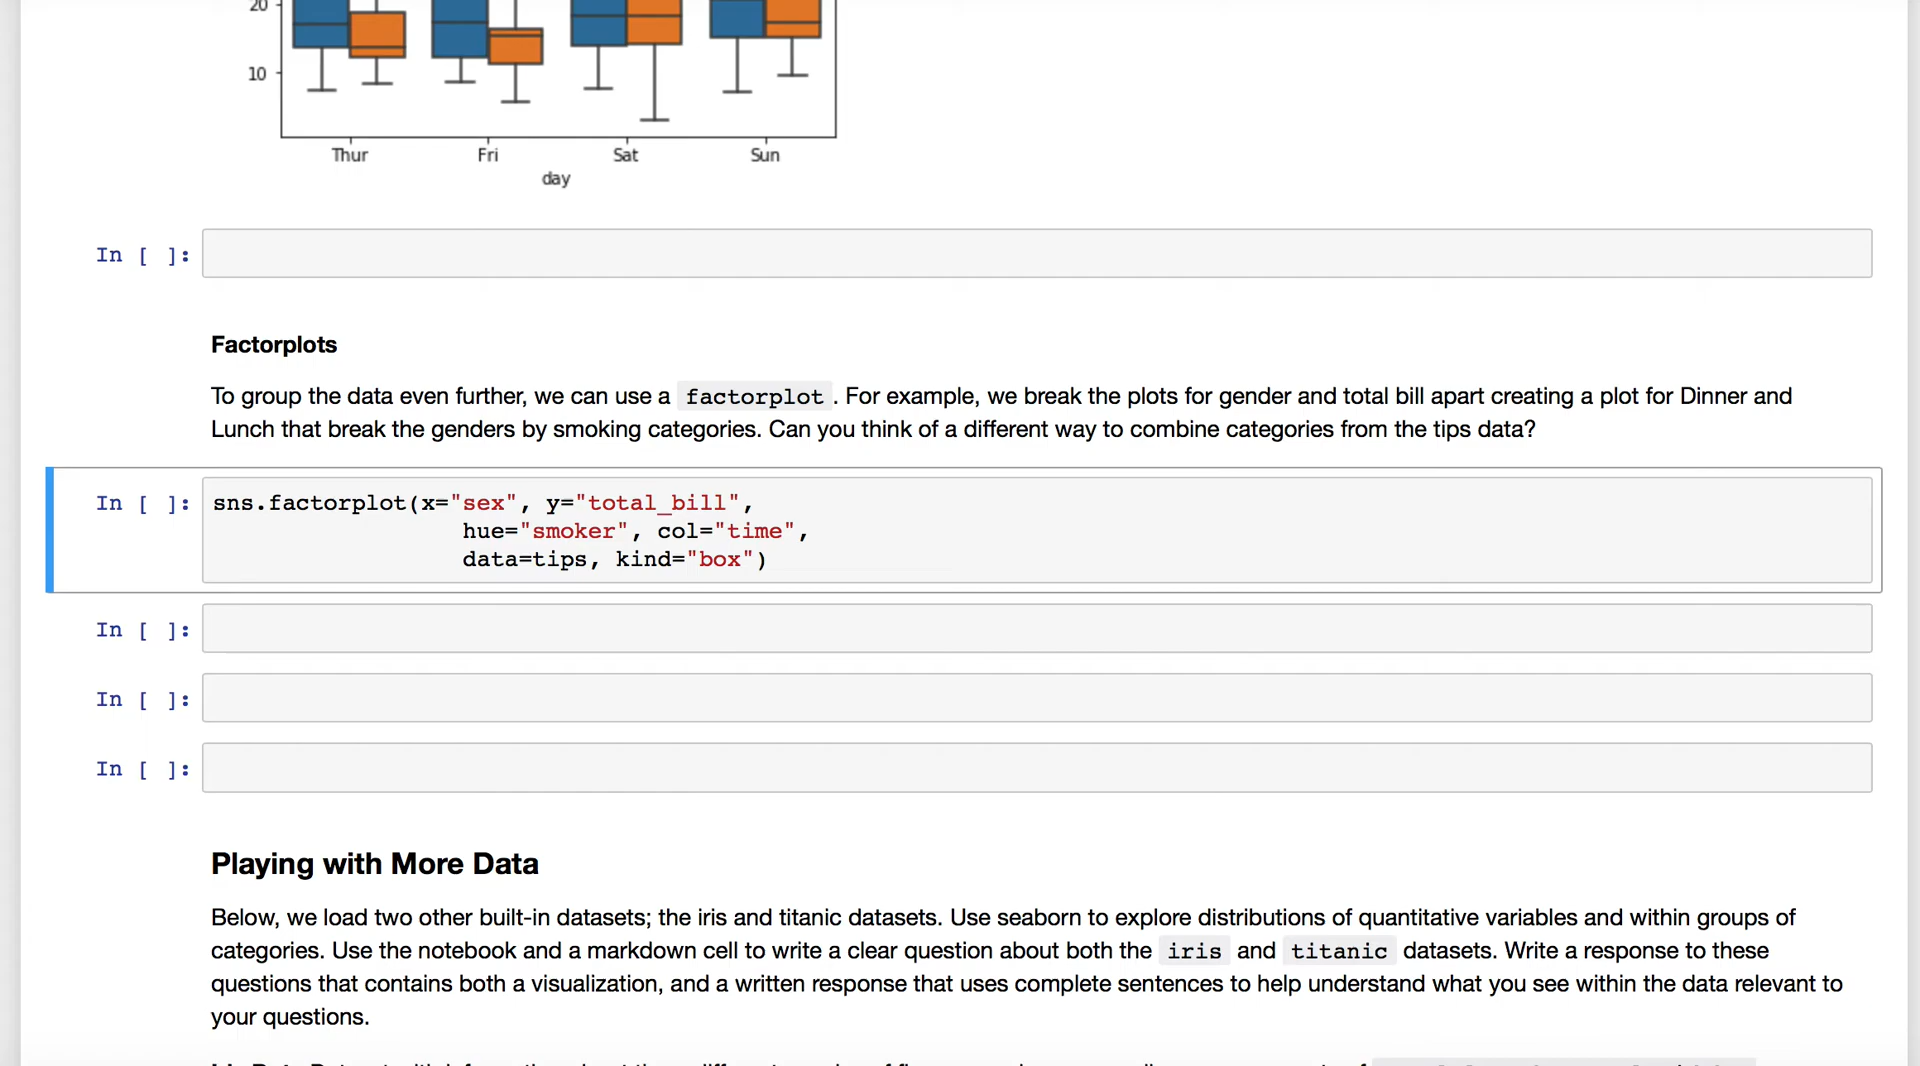 20
10
Thur Fri Sat Sun
day
In [ ]:
Factorplots
To group the data even further, we can use a factorplot . For example, we break the plots for gender and total bill apart creating a plot for Dinner and
Lunch that break the genders by smoking categories. Can you think of a different way to combine categories from the tips data?
In [ ]: sns.factorplot(x="sex", y="total_bill",
hue="smoker", col="time",
data=tips, kind="box")
In [ ]:
In [ ]:
In [ ]:
Playing with More Data
Below, we load two other built-in datasets; the iris and titanic datasets. Use seaborn to explore distributions of quantitative variables and within groups of
categories. Use the notebook and a markdown cell to write a clear question about both the iris and titanic datasets. Write a response to these
questions that contains both a visualization, and a written response that uses complete sentences to help understand what you see within the data relevant to
your questions.